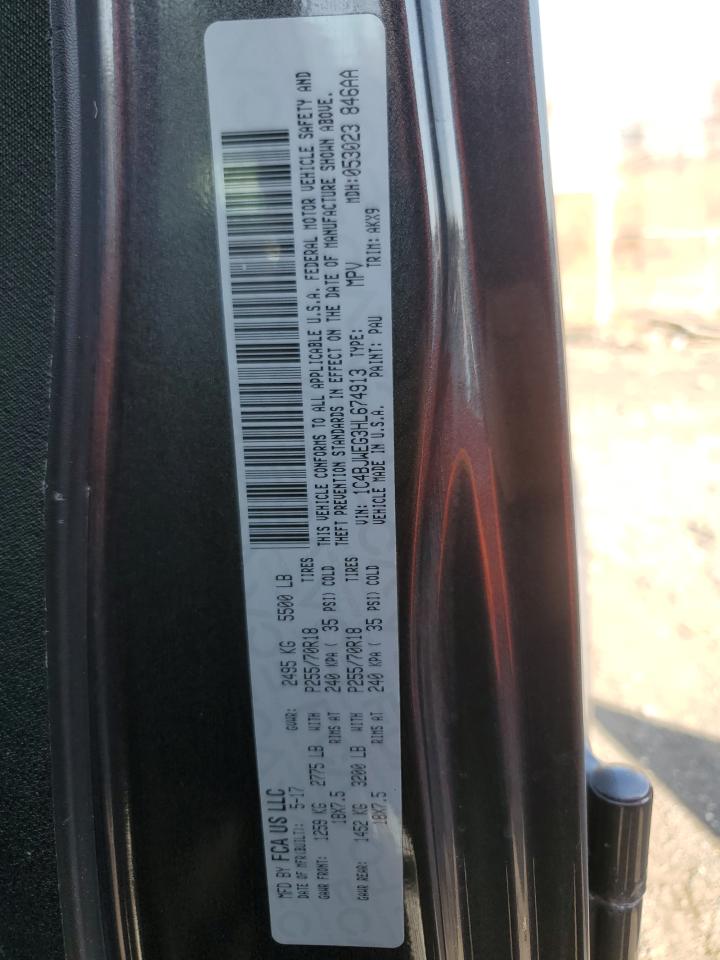 MFD BY FCA US LLC
DATE OF MFR(BUILT): 5-17 GVWR: 2495 KG 5500 LB
GAWR FRONT: 1259 KG 2775 LB WITH P255/70R18 TIRES
18X7.5 RIMS AT 240 KPA ( 35 PSI) COLD
GAWR REAR: 1452 KG 3200 LB WITH P255/70R18 TIRES
18X7.5 RIMS AT 240 KPA ( 35 PSI) COLD
THIS VEHICLE CONFORMS TO ALL APPLICABLE U.S.A. FEDERAL MOTOR VEHICLE SAFETY AND
THEFT PREVENTION STANDARDS IN EFFECT ON THE DATE OF MANUFACTURE SHOWN ABOVE.
VIN: 1C4BJWEG3HL674913 TYPE: MPV MDH:053023 846AA
VEHICLE MADE IN U.S.A. PAINT: PAU TRIM: AKX9